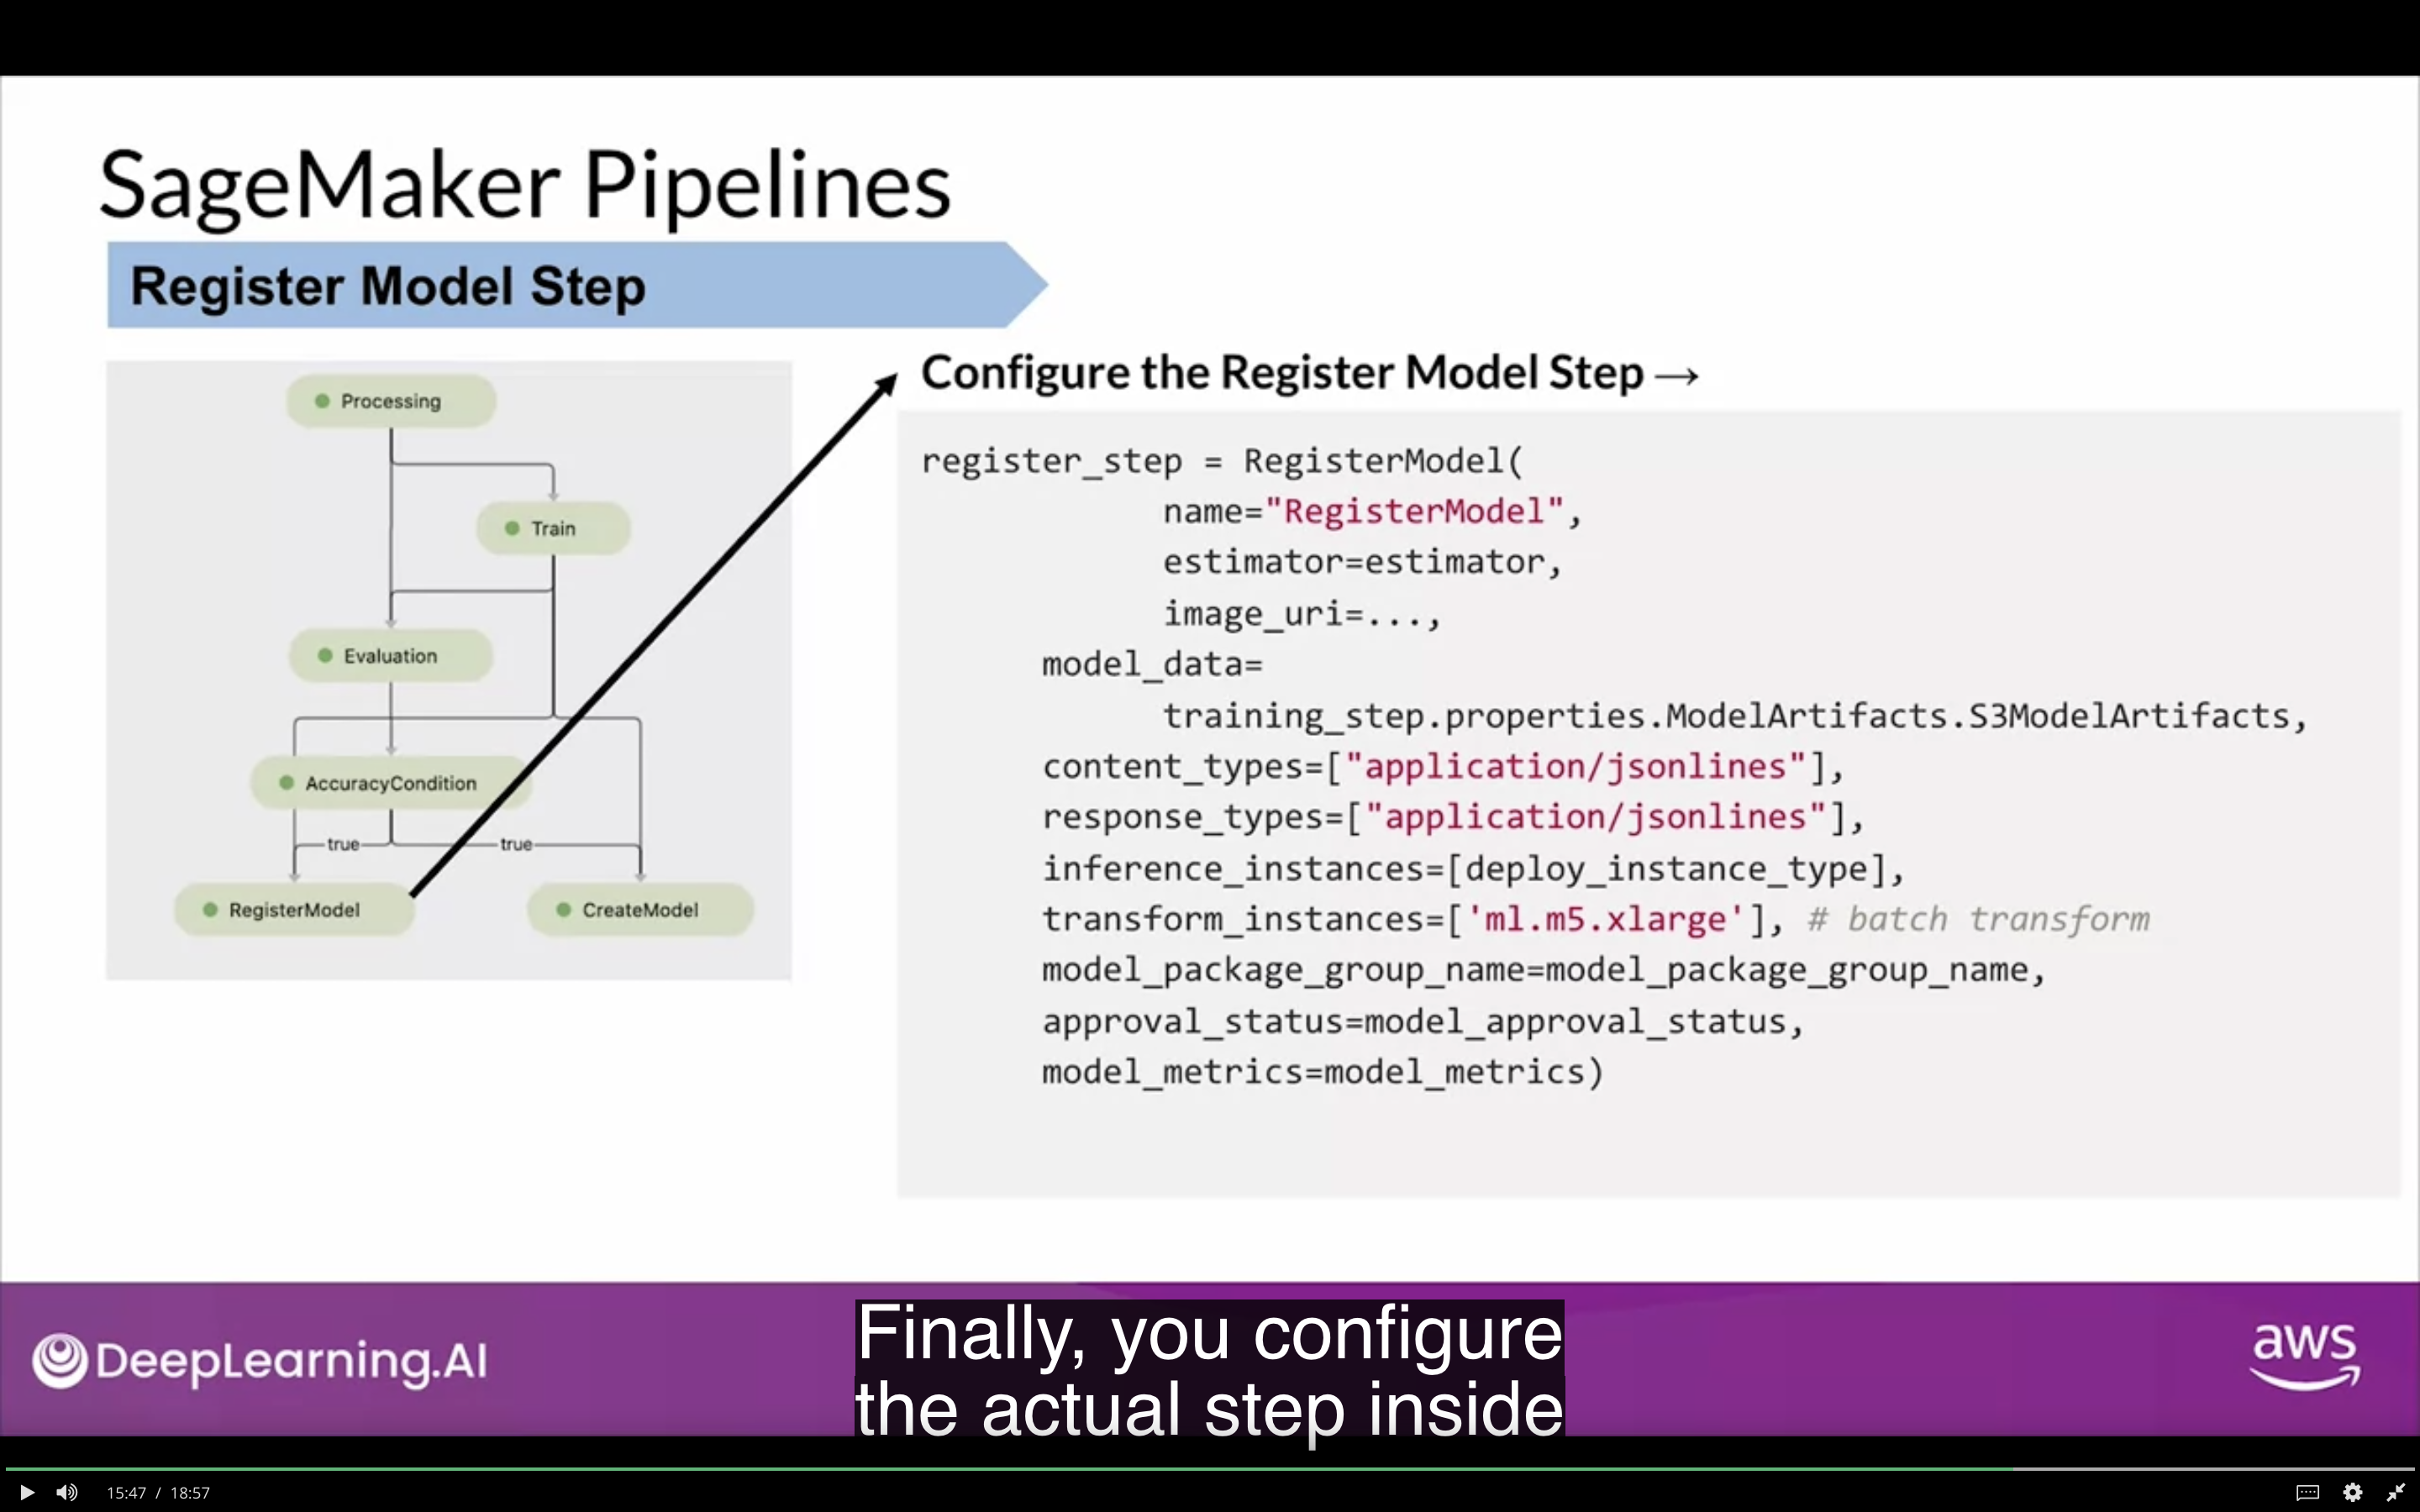 SageMaker Pipelines
Register Model Step
Processing
Train
Evaluation
AccuracyCondition
true
true
RegisterModel
CreateModel
Configure the Register Model Step →
register_step = RegisterModel(
name="RegisterModel",
estimator=estimator,
image_uri=...,
model_data=
training_step.properties.ModelArtifacts.S3ModelArtifacts,
content_types=["application/jsonlines"],
response_types=["application/jsonlines"],
inference_instances=[deploy_instance_type],
transform_instances=['ml.m5.xlarge'], # batch transform
model_package_group_name=model_package_group_name,
approval_status=model_approval_status,
model_metrics=model_metrics)
DeepLearning.AI
aws
Finally, you configure
the actual step inside
15:47 / 18:57